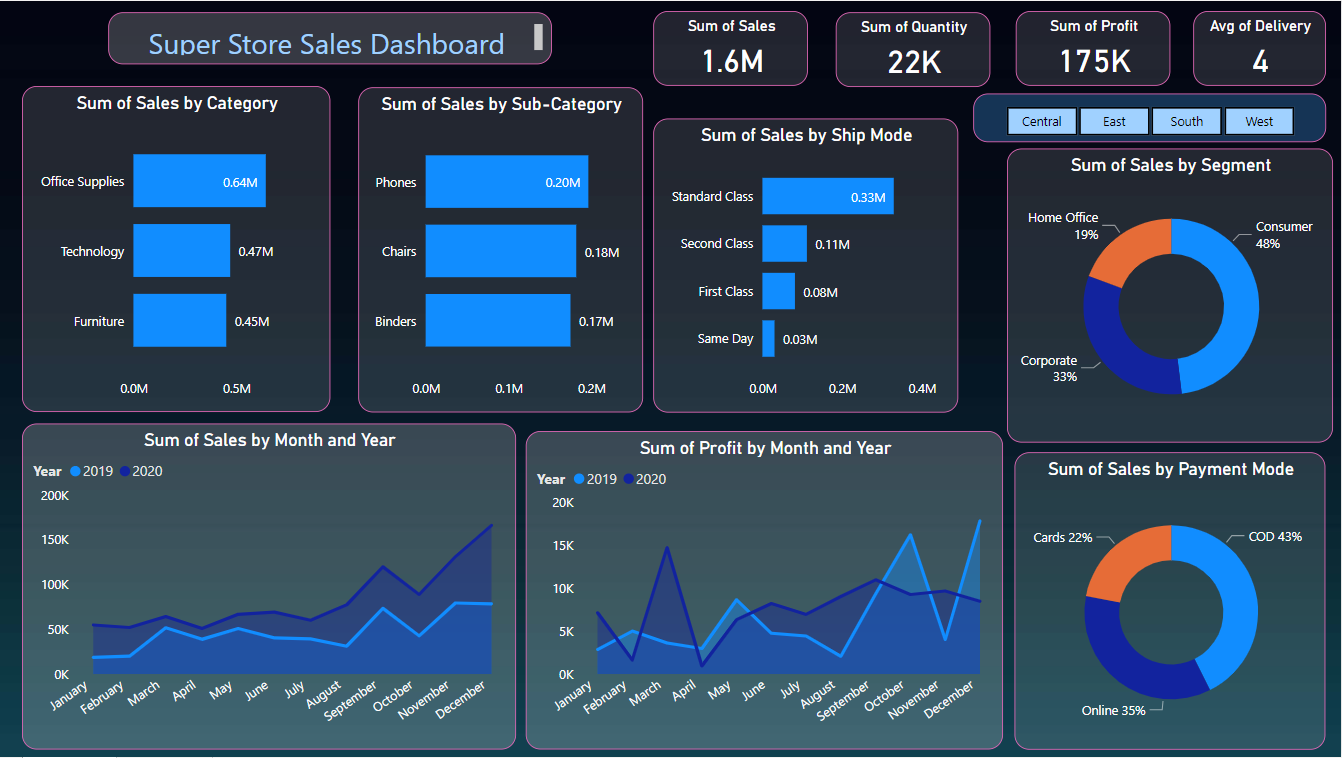 Super Store Sales Dashboard
Sum of Sales
1.6M
Sum of Quantity
22K
Sum of Profit
175K
Avg of Delivery
4
Central
East
South
West
Sum of Sales by Category
Office Supplies
0.64M
Technology
0.47M
Furniture
0.45M
0.0M
0.5M
Sum of Sales by Sub-Category
Phones
0.20M
Chairs
0.18M
Binders
0.17M
0.0M
0.1M
0.2M
Sum of Sales by Ship Mode
Standard Class
0.33M
Second Class
0.11M
First Class
0.08M
Same Day
0.03M
0.0M
0.2M
0.4M
Sum of Sales by Segment
Home Office
19%
Consumer
48%
Corporate
33%
Sum of Sales by Month and Year
Year 2019 2020
200K
150K
100K
50K
0K
January
February
March
April
May
June
July
August
September
October
November
December
Sum of Profit by Month and Year
Year 2019 2020
20K
15K
10K
5K
0K
January
February
March
April
May
June
July
August
September
October
November
December
Sum of Sales by Payment Mode
Cards 22%
COD 43%
Online 35%